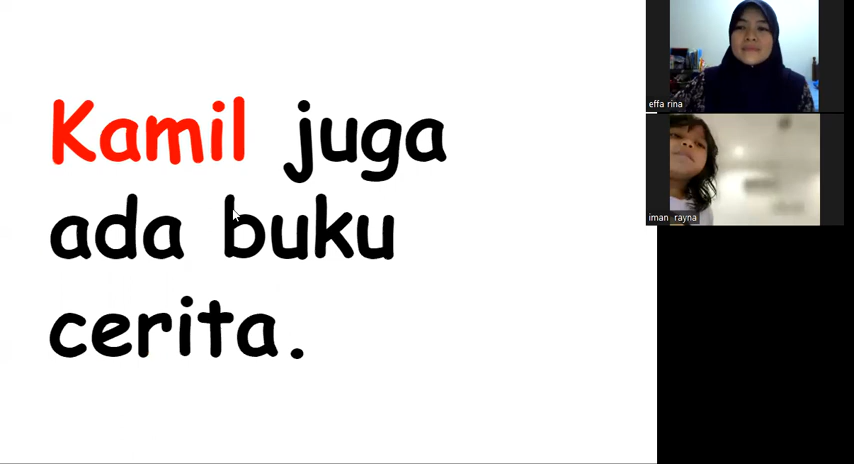 Kamil juga
ada buku
cerita.
effa rina
iman rayna